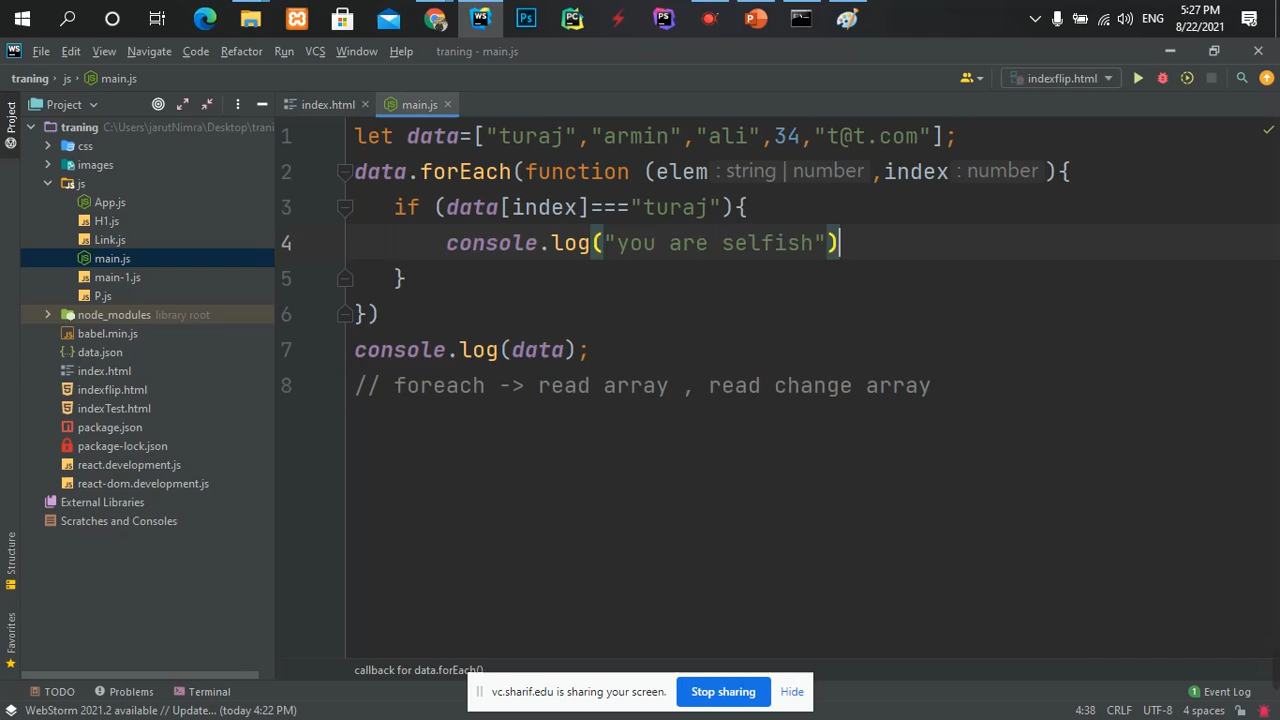 ENG
5:27 PM
8/22/2021
WS
Ps
PC
PS
File Edit View Navigate Code Refactor Run VCS Window Help traning - main.js
traning › js › main.js
indexflip.html
Project
index.html
main.js
traning C:\Users\jarutNimra\Desktop\trani
css
images
js
App.js
H1.js
Link.js
main.js
main-1.js
P.js
node_modules library root
babel.min.js
data.json
index.html
indexflip.html
indexTest.html
package.json
package-lock.json
react.development.js
react-dom.development.js
External Libraries
Scratches and Consoles
Project
Structure
Favorites
1 let data=["turaj","armin","ali",34,"t@t.com"];
2 data.forEach(function (elem : string | number ,index : number ){
3 if (data[index]==="turaj"){
4 console.log("you are selfish")
5 }
6 })
7 console.log(data);
8 // foreach -> read array , read change array
callback for data.forEach()
vc.sharif.edu is sharing your screen. Stop sharing Hide
TODO Problems Terminal Event Log
WebStorm 2021.2 available // Update... (today 4:22 PM) 4:38 CRLF UTF-8 4 spaces